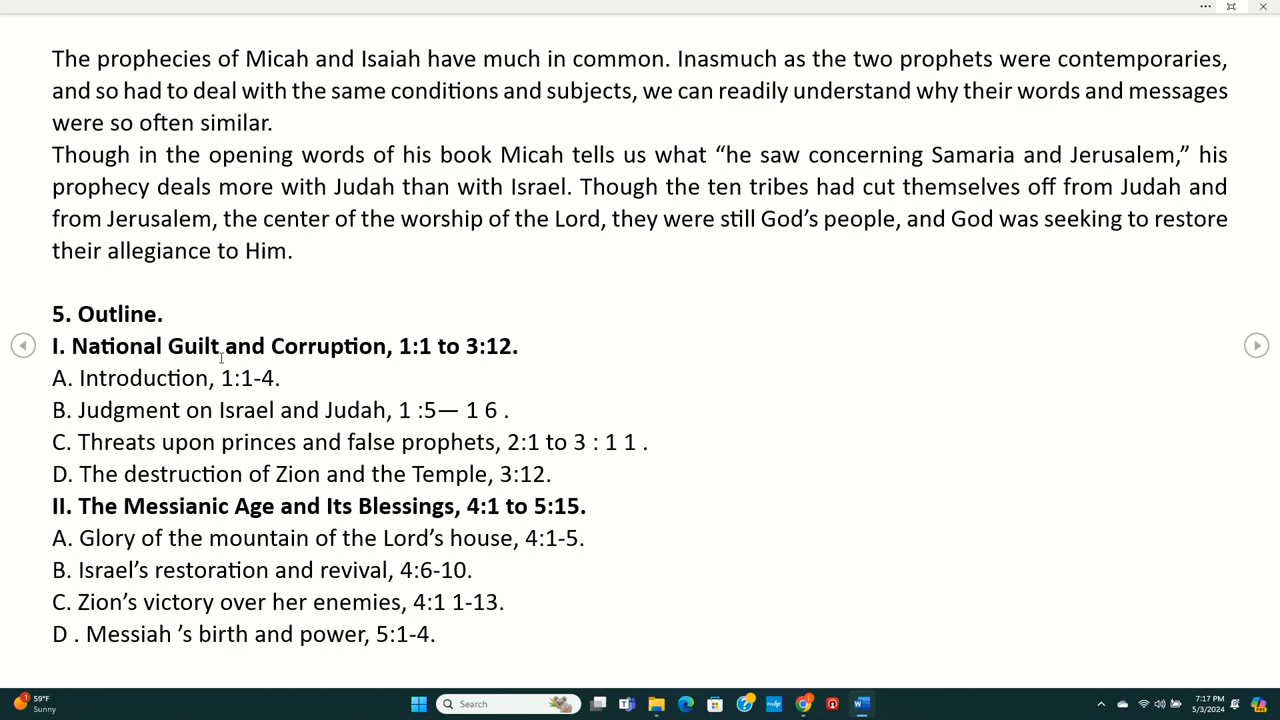 The prophecies of Micah and Isaiah have much in common. Inasmuch as the two prophets were contemporaries,
and so had to deal with the same conditions and subjects, we can readily understand why their words and messages
were so often similar.
Though in the opening words of his book Micah tells us what “he saw concerning Samaria and Jerusalem,” his
prophecy deals more with Judah than with Israel. Though the ten tribes had cut themselves off from Judah and
from Jerusalem, the center of the worship of the Lord, they were still God’s people, and God was seeking to restore
their allegiance to Him.
5. Outline.
I. National Guilt and Corruption, 1:1 to 3:12.
A. Introduction, 1:1-4.
B. Judgment on Israel and Judah, 1 :5— 1 6 .
C. Threats upon princes and false prophets, 2:1 to 3 : 1 1 .
D. The destruction of Zion and the Temple, 3:12.
II. The Messianic Age and Its Blessings, 4:1 to 5:15.
A. Glory of the mountain of the Lord’s house, 4:1-5.
B. Israel’s restoration and revival, 4:6-10.
C. Zion’s victory over her enemies, 4:1 1-13.
D . Messiah ’s birth and power, 5:1-4.
1
59°F
Sunny
Search
7:17 PM
5/3/2024